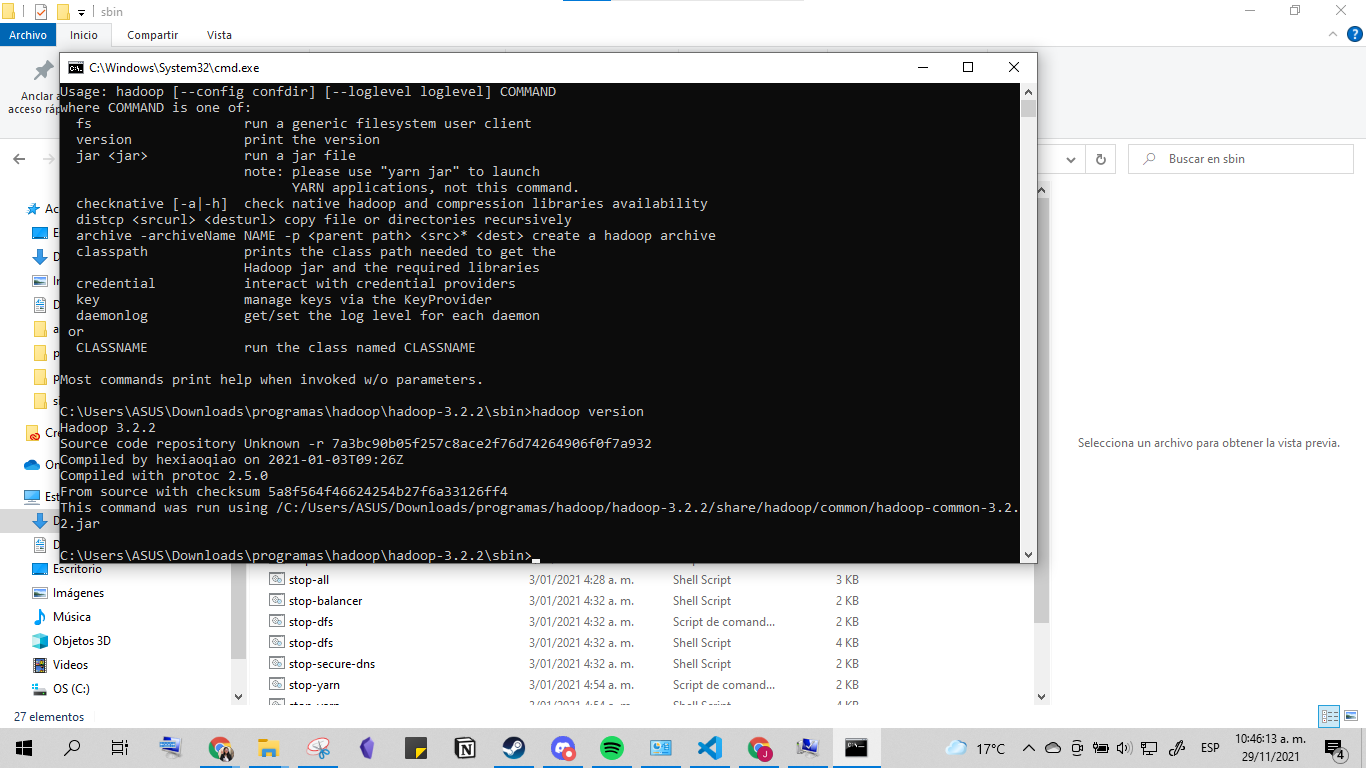 sbin
Archivo Inicio Compartir Vista
C:\Windows\System32\cmd.exe
Anclar a
acceso ráp
Buscar en sbin
Usage: hadoop [--config confdir] [--loglevel loglevel] COMMAND
where COMMAND is one of:
fs run a generic filesystem user client
version print the version
jar <jar> run a jar file
note: please use "yarn jar" to launch
YARN applications, not this command.
checknative [-a|-h] check native hadoop and compression libraries availability
distcp <srcurl> <desturl> copy file or directories recursively
archive -archiveName NAME -p <parent path> <src>* <dest> create a hadoop archive
classpath prints the class path needed to get the
Hadoop jar and the required libraries
credential interact with credential providers
key manage keys via the KeyProvider
daemonlog get/set the log level for each daemon
or
CLASSNAME run the class named CLASSNAME
Most commands print help when invoked w/o parameters.
C:\Users\ASUS\Downloads\programas\hadoop\hadoop-3.2.2\sbin>hadoop version
Hadoop 3.2.2
Source code repository Unknown -r 7a3bc90b05f257c8ace2f76d74264906f0f7a932
Compiled by hexiaoqiao on 2021-01-03T09:26Z
Compiled with protoc 2.5.0
From source with checksum 5a8f564f46624254b27f6a33126ff4
This command was run using /C:/Users/ASUS/Downloads/programas/hadoop/hadoop-3.2.2/share/hadoop/common/hadoop-common-3.2.
2.jar
C:\Users\ASUS\Downloads\programas\hadoop\hadoop-3.2.2\sbin>
Selecciona un archivo para obtener la vista previa.
Escritorio
Imágenes
Música
Objetos 3D
Videos
OS (C:)
stop-all 3/01/2021 4:28 a. m. Shell Script 3 KB
stop-balancer 3/01/2021 4:32 a. m. Shell Script 2 KB
stop-dfs 3/01/2021 4:32 a. m. Script de comand... 2 KB
stop-dfs 3/01/2021 4:32 a. m. Shell Script 4 KB
stop-secure-dns 3/01/2021 4:32 a. m. Shell Script 2 KB
stop-yarn 3/01/2021 4:54 a. m. Script de comand... 2 KB
27 elementos
17°C ESP 10:46:13 a. m.
29/11/2021
4